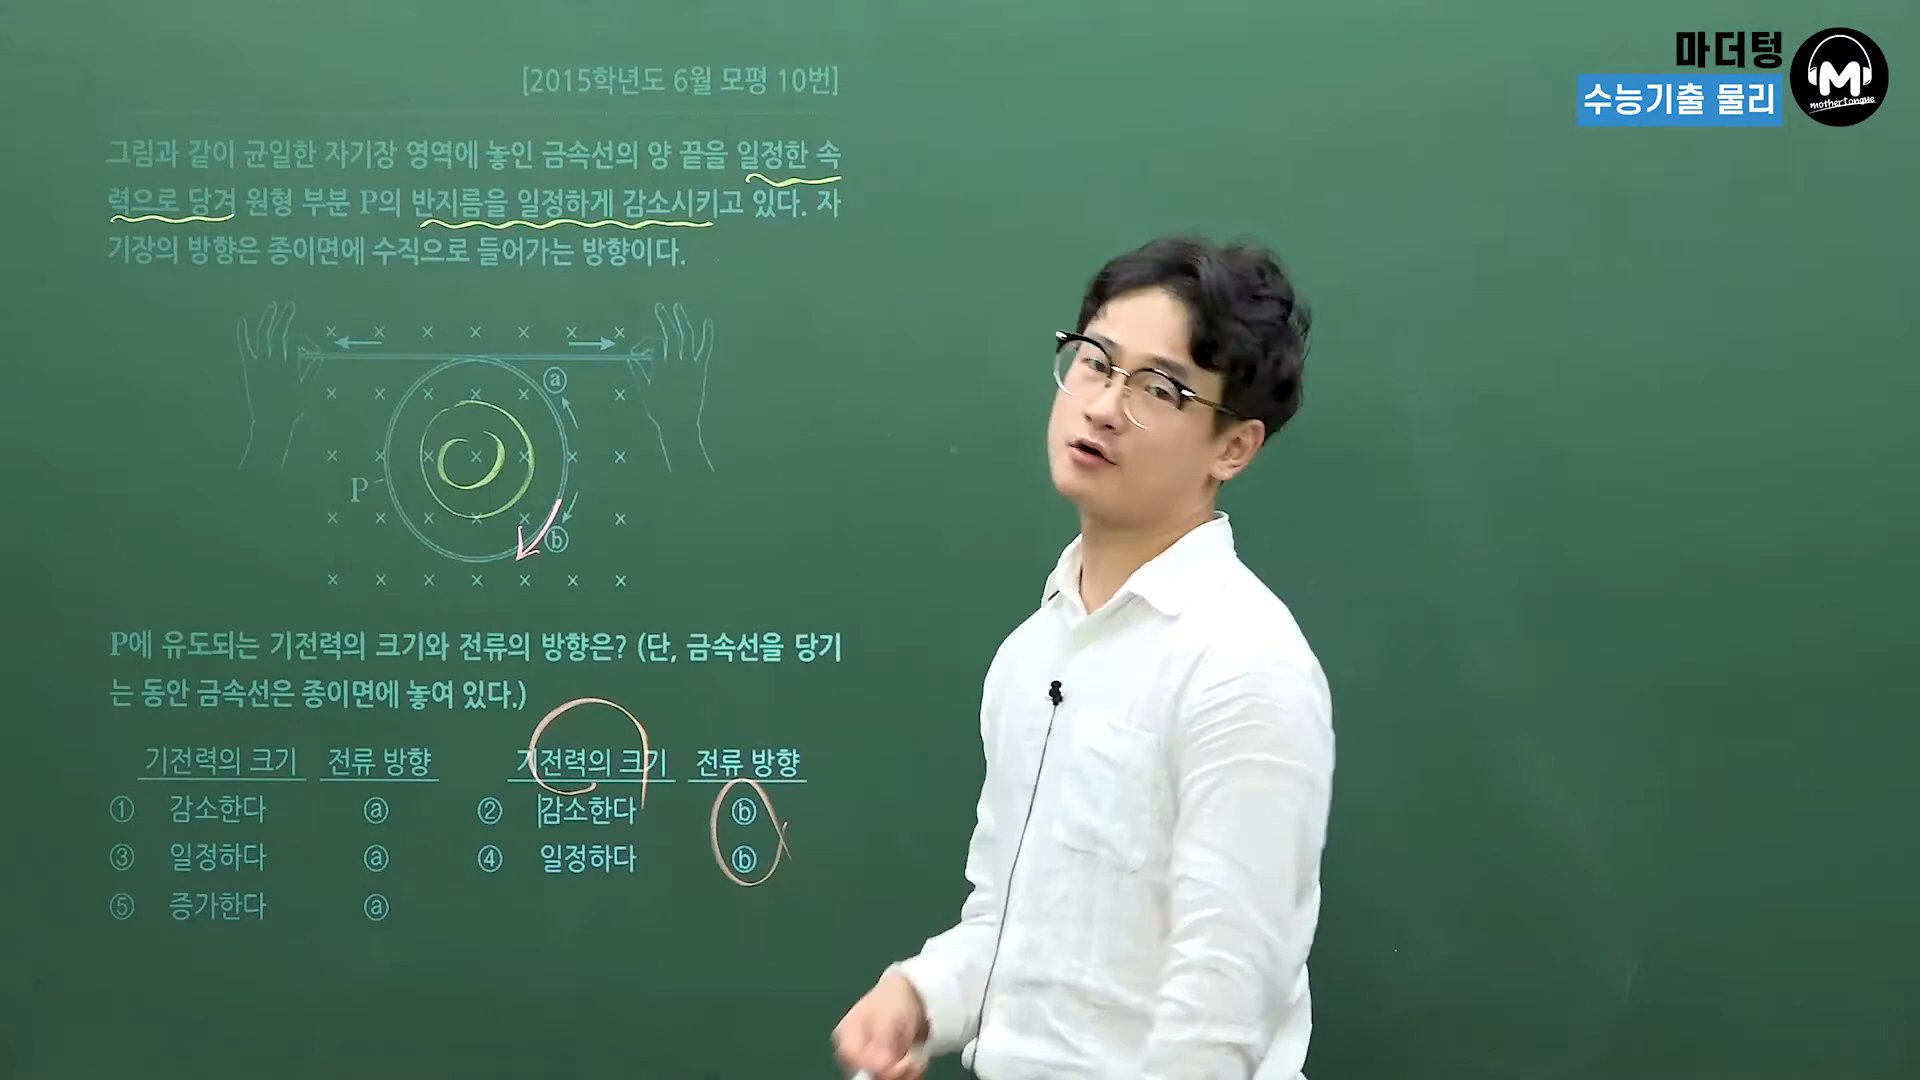 마더텅
수능기출 물리
M
mothertongue
[2015학년도 6월 모평 10번]
그림과 같이 균일한 자기장 영역에 놓인 금속선의 양 끝을 일정한 속
력으로 당겨 원형 부분 P의 반지름을 일정하게 감소시키고 있다. 자
기장의 방향은 종이면에 수직으로 들어가는 방향이다.
ⓐ
P
ⓑ
P에 유도되는 기전력의 크기와 전류의 방향은? (단, 금속선을 당기
는 동안 금속선은 종이면에 놓여 있다.)
기전력의 크기 전류 방향 기전력의 크기 전류 방향
① 감소한다 ⓐ ② 감소한다 ⓑ
③ 일정하다 ⓐ ④ 일정하다 ⓑ
⑤ 증가한다 ⓐ